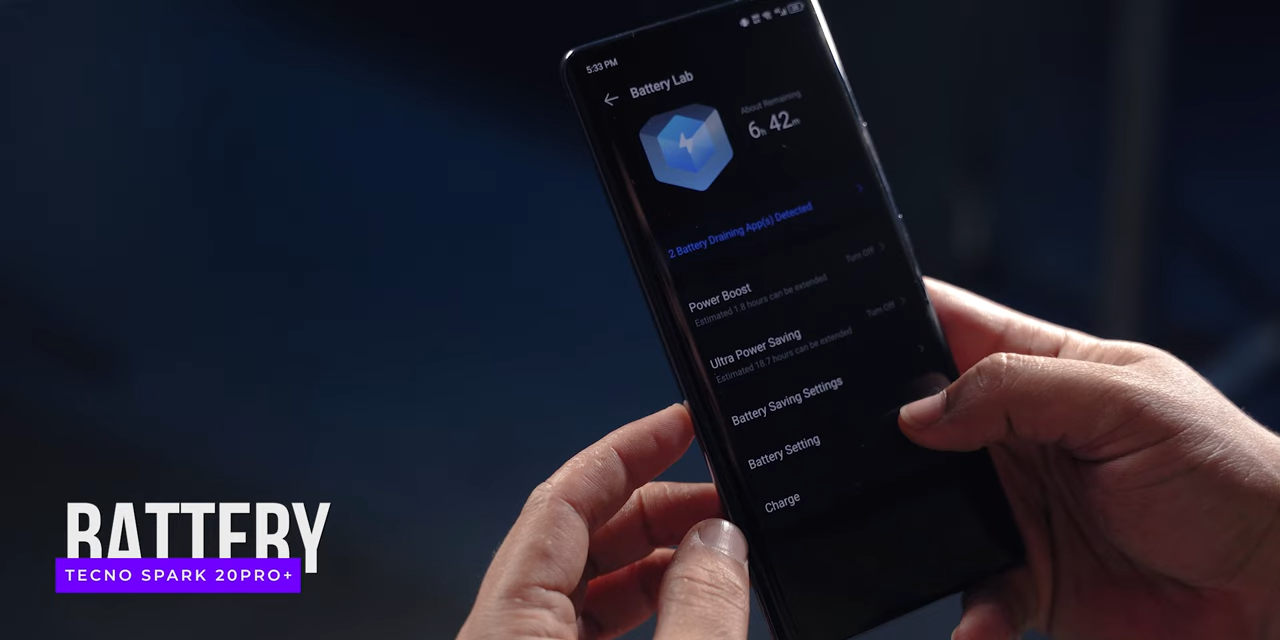 5:33 PM
Battery Lab
About Remaining
6h 42m
2 Battery Draining App(s) Detected
Power Boost
Turn Off
Estimated 1.8 hours can be extended
Ultra Power Saving
Turn Off
Estimated 18.7 hours can be extended
Battery Saving Settings
Battery Setting
Charge
BATTERY
TECNO SPARK 20PRO+